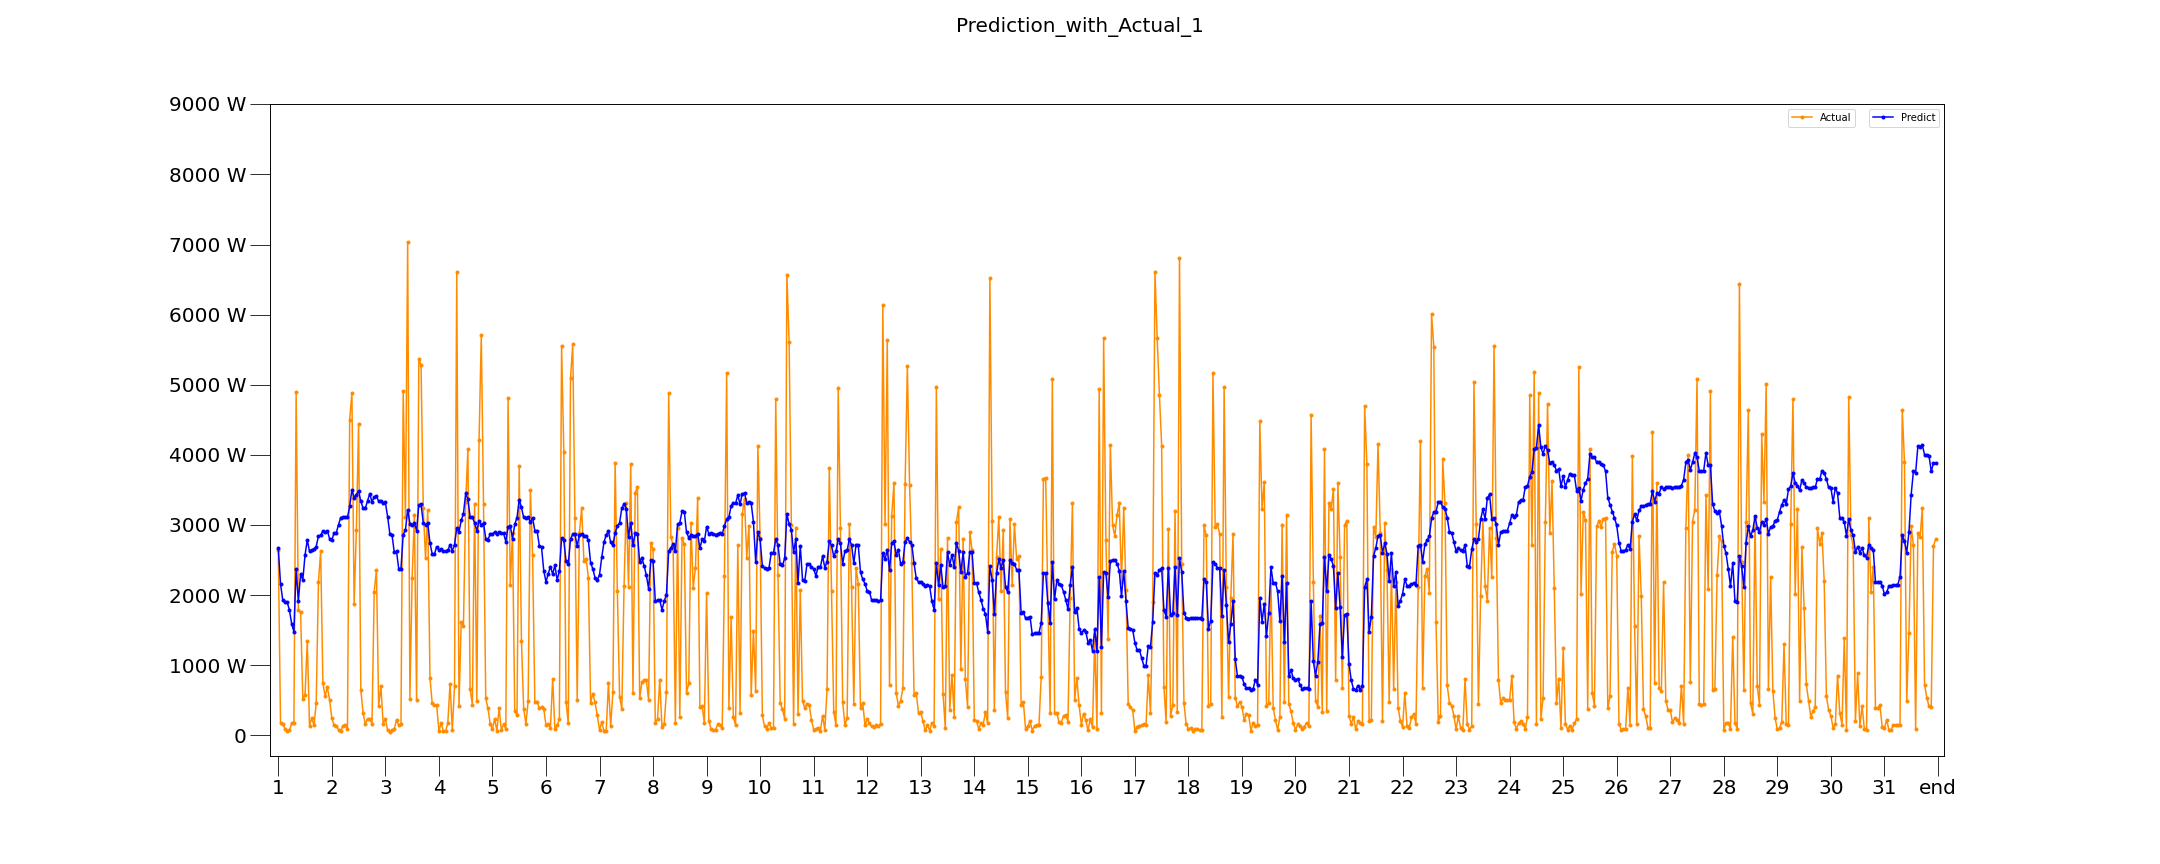 Prediction_with_Actual_1
Actual Predict
9000 W
8000 W
7000 W
6000 W
5000 W
4000 W
3000 W
2000 W
1000 W
0
1 2 3 4 5 6 7 8 9 10 11 12 13 14 15 16 17 18 19 20 21 22 23 24 25 26 27 28 29 30 31 end